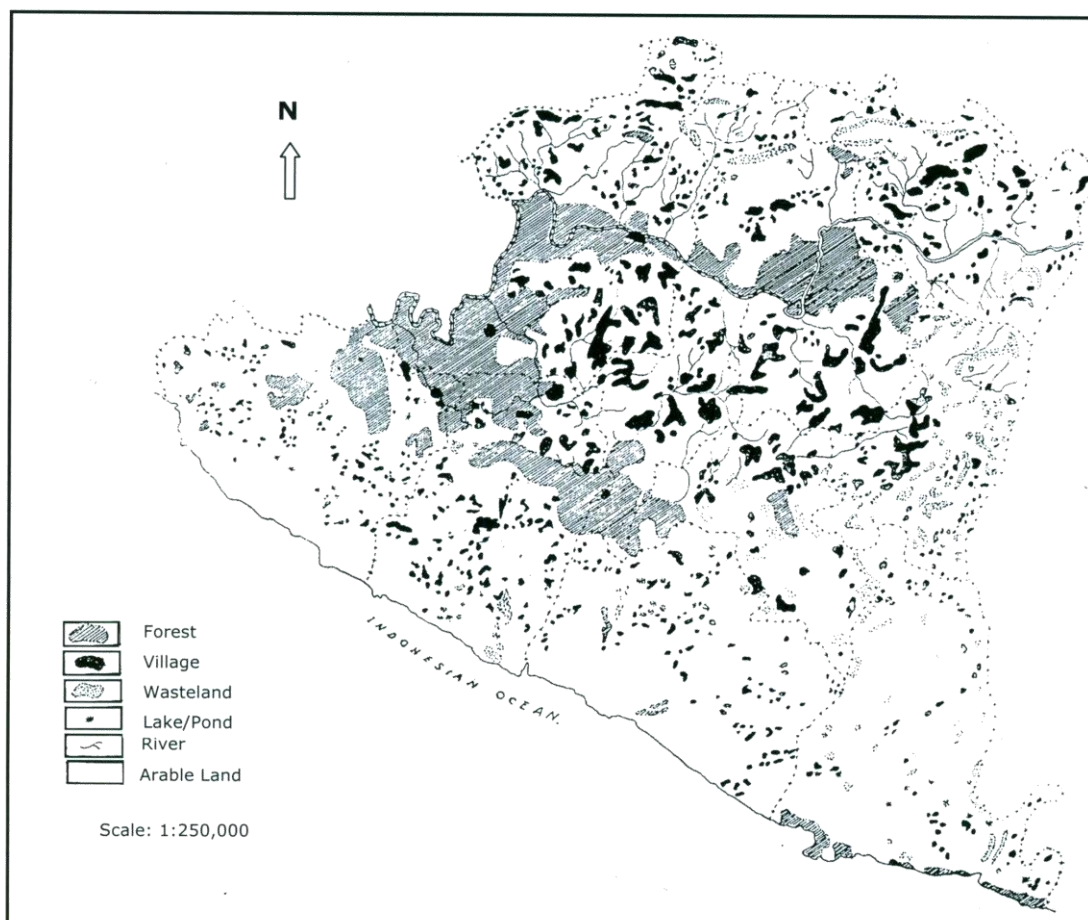 N
INDONESIAN OCEAN.
Forest
Village
Wasteland
Lake/Pond
River
Arable Land
Scale: 1:250,000